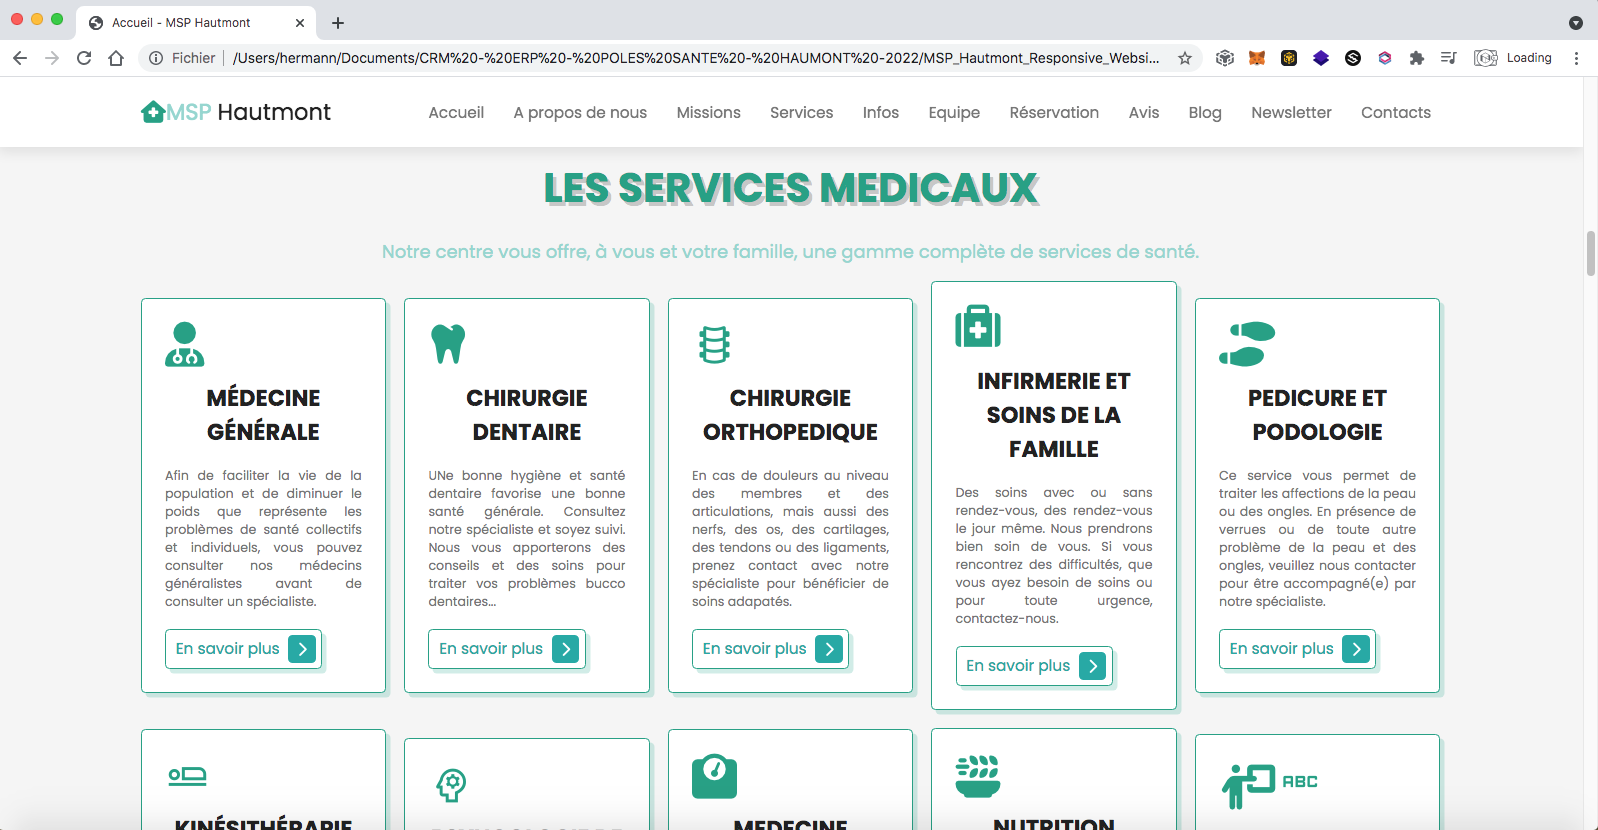 Accueil - MSP Hautmont
Fichier
/Users/hermann/Documents/CRM%20-%20ERP%20-%20POLES%20SANTE%20-%20HAUMONT%20-2022/MSP_Hautmont_Responsive_Websi...
Loading
MSP Hautmont
Accueil
A propos de nous
Missions
Services
Infos
Equipe
Réservation
Avis
Blog
Newsletter
Contacts
LES SERVICES MEDICAUX
Notre centre vous offre, à vous et votre famille, une gamme complète de services de santé.
MÉDECINE
GÉNÉRALE
Afin de faciliter la vie de la
population et de diminuer le
poids que représente les
problèmes de santé collectifs
et individuels, vous pouvez
consulter nos médecins
généralistes avant de
consulter un spécialiste.
En savoir plus
CHIRURGIE
DENTAIRE
UNe bonne hygiène et santé
dentaire favorise une bonne
santé générale. Consultez
notre spécialiste et soyez suivi.
Nous vous apporterons des
conseils et des soins pour
traiter vos problèmes bucco
dentaires...
En savoir plus
CHIRURGIE
ORTHOPEDIQUE
En cas de douleurs au niveau
des membres et des
articulations, mais aussi des
nerfs, des os, des cartilages,
des tendons ou des ligaments,
prenez contact avec notre
spécialiste pour bénéficier de
soins adapatés.
En savoir plus
INFIRMERIE ET
SOINS DE LA
FAMILLE
Des soins avec ou sans
rendez-vous, des rendez-vous
le jour même. Nous prendrons
bien soin de vous. Si vous
rencontrez des difficultés, que
vous ayez besoin de soins ou
pour toute urgence,
contactez-nous.
En savoir plus
PEDICURE ET
PODOLOGIE
Ce service vous permet de
traiter les affections de la peau
ou des ongles. En présence de
verrues ou de toute autre
problème de la peau et des
ongles, veuillez nous contacter
pour être accompagné(e) par
notre spécialiste.
En savoir plus
KINÉSITHÉRAPIE
MEDECINE
NUTRITION
ABC